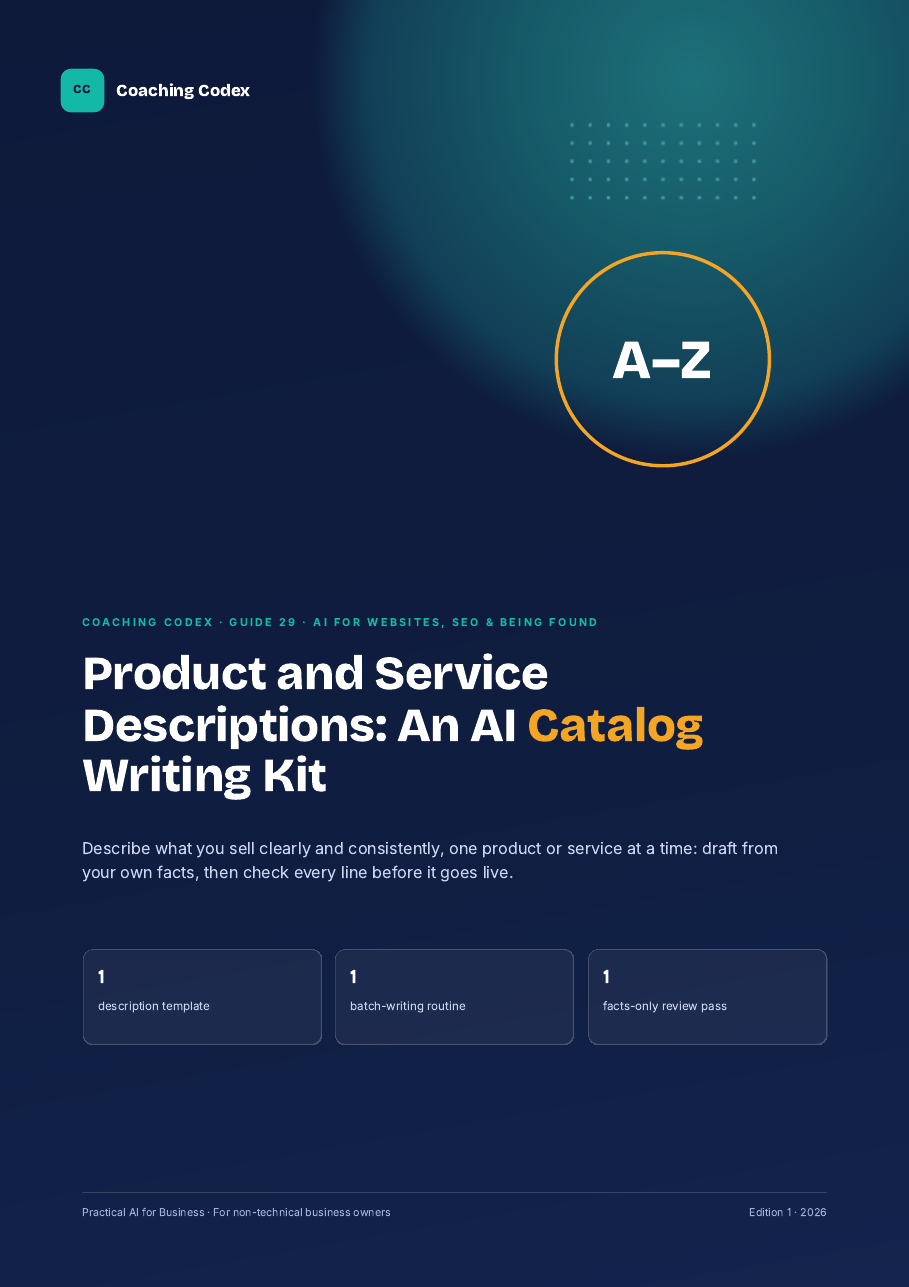 CC
Coaching Codex
A–Z
COACHING CODEX · GUIDE 29 · AI FOR WEBSITES, SEO & BEING FOUND
Product and Service
Descriptions: An AI Catalog
Writing Kit
Describe what you sell clearly and consistently, one product or service at a time: draft from
your own facts, then check every line before it goes live.
1
description template
1
batch-writing routine
1
facts-only review pass
Practical AI for Business · For non-technical business owners
Edition 1 · 2026